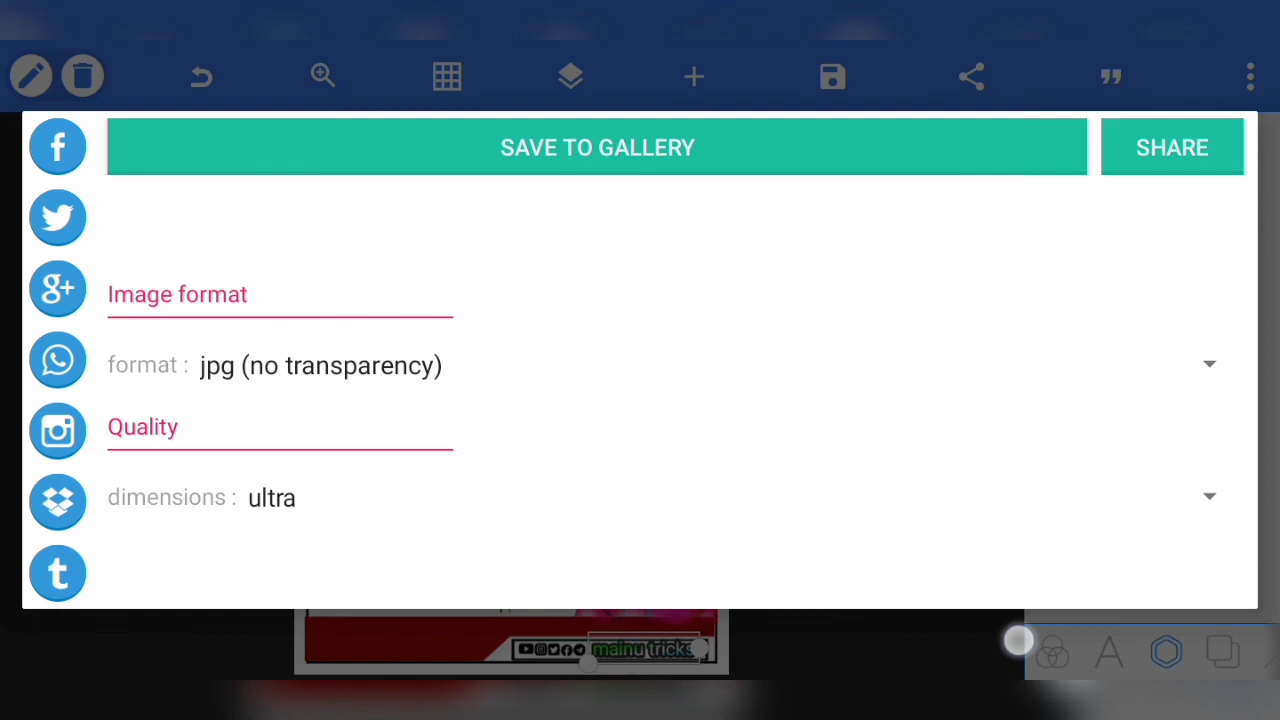 SAVE TO GALLERY
SHARE
Image format
format : jpg (no transparency)
Quality
dimensions : ultra
mainu tricks